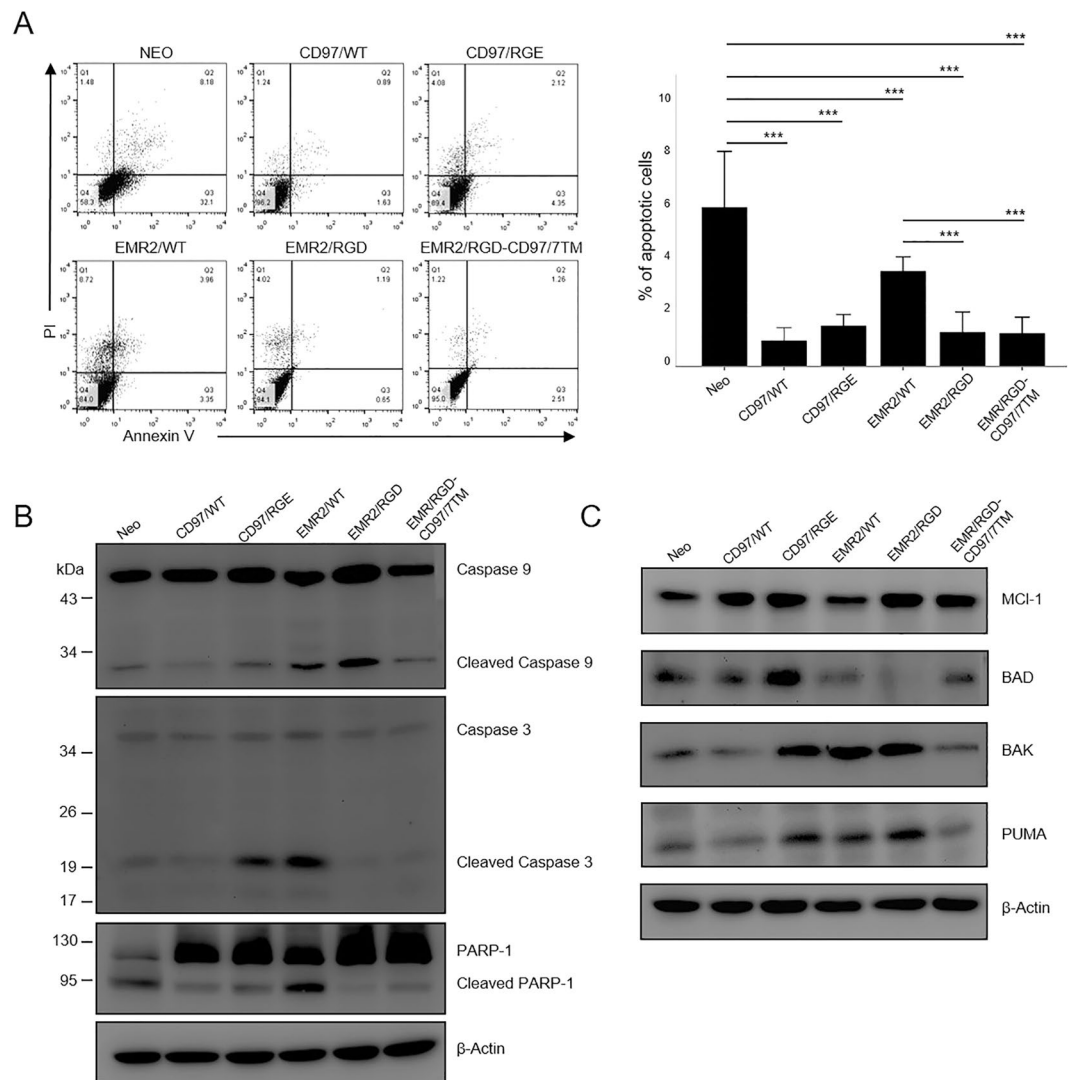 A
NEO
CD97/WT
CD97/RGE
Q1
1.48
Q2
8.18
Q4
58.3
Q3
32.1
Q1
1.24
Q2
0.89
Q4
96.2
Q3
1.63
Q1
4.08
Q2
2.12
Q4
89.4
Q3
4.35
EMR2/WT
EMR2/RGD
EMR2/RGD-CD97/7TM
Q1
8.72
Q2
3.96
Q4
84.0
Q3
3.35
Q1
4.02
Q2
1.19
Q4
94.1
Q3
0.65
Q1
1.22
Q2
1.26
Q4
95.0
Q3
2.51
PI
Annexin V
% of apoptotic cells
10
8
6
4
2
0
***
***
***
***
***
***
***
Neo
CD97/WT
CD97/RGE
EMR2/WT
EMR2/RGD
EMR/RGD-
CD97/7TM
B
Neo
CD97/WT
CD97/RGE
EMR2/WT
EMR2/RGD
EMR/RGD-
CD97/7TM
kDa
43
34
Caspase 9
Cleaved Caspase 9
34
26
19
17
Caspase 3
Cleaved Caspase 3
130
95
PARP-1
Cleaved PARP-1
β-Actin
C
Neo
CD97/WT
CD97/RGE
EMR2/WT
EMR2/RGD
EMR/RGD-
CD97/7TM
MCl-1
BAD
BAK
PUMA
β-Actin